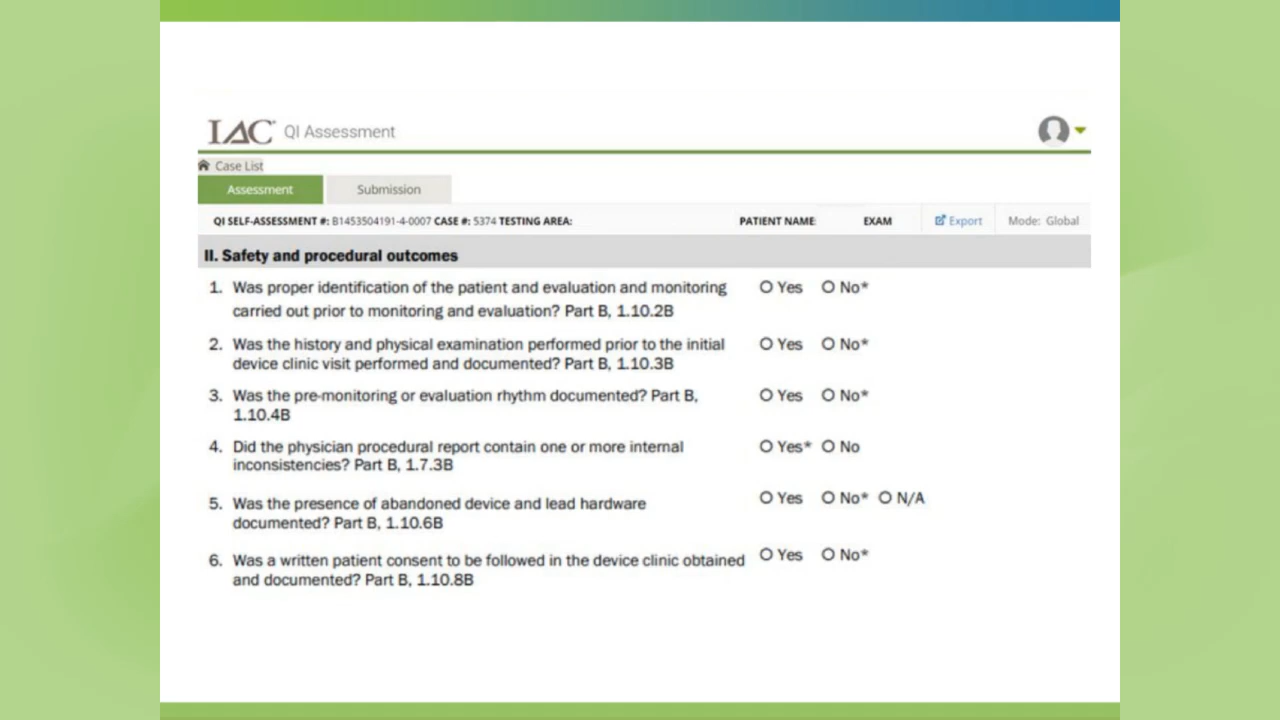 IAC QI Assessment
Case List
Assessment Submission
QI SELF-ASSESSMENT #: B1453504191-4-0007 CASE #: 5374 TESTING AREA: PATIENT NAME: EXAM Export Mode: Global
II. Safety and procedural outcomes
1. Was proper identification of the patient and evaluation and monitoring Yes No*
carried out prior to monitoring and evaluation? Part B, 1.10.2B
2. Was the history and physical examination performed prior to the initial Yes No*
device clinic visit performed and documented? Part B, 1.10.3B
3. Was the pre-monitoring or evaluation rhythm documented? Part B, Yes No*
1.10.4B
4. Did the physician procedural report contain one or more internal Yes* No
inconsistencies? Part B, 1.7.3B
5. Was the presence of abandoned device and lead hardware Yes No* N/A
documented? Part B, 1.10.6B
6. Was a written patient consent to be followed in the device clinic obtained Yes No*
and documented? Part B, 1.10.8B